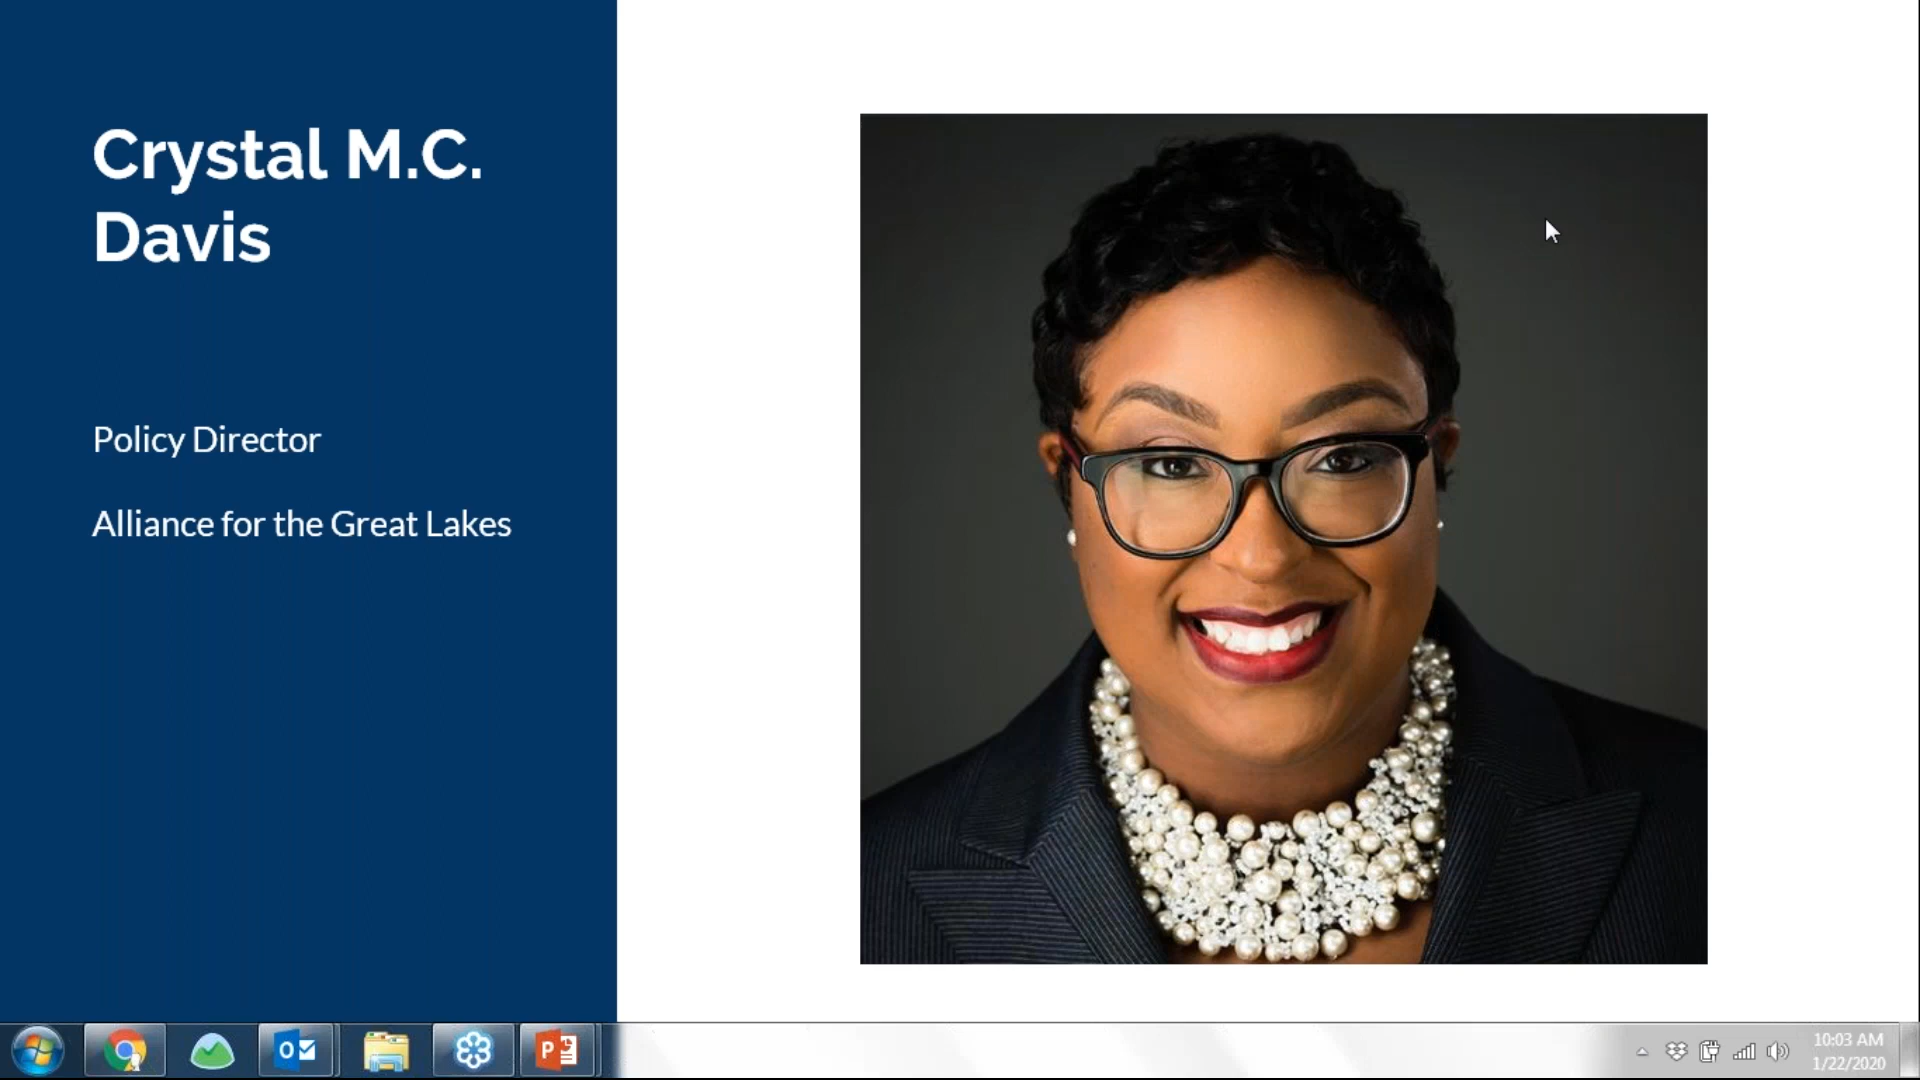 Crystal M.C.
Davis
Policy Director
Alliance for the Great Lakes
10:03 AM
1/22/2020